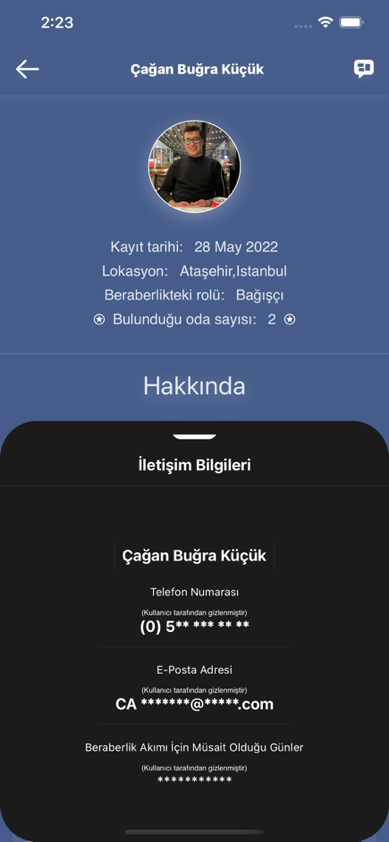 2:23
Çağan Buğra Küçük
Kayıt tarihi: 28 May 2022
Lokasyon: Ataşehir,Istanbul
Beraberlikteki rolü: Bağışçı
Bulunduğu oda sayısı: 2
Hakkında
İletişim Bilgileri
Çağan Buğra Küçük
Telefon Numarası
(Kullanıcı tarafından gizlenmiştir)
(0) 5** *** ** **
E-Posta Adresi
(Kullanıcı tarafından gizlenmiştir)
CA *******@*****.com
Beraberlik Akımı İçin Müsait Olduğu Günler
(Kullanıcı tarafından gizlenmiştir)
***********